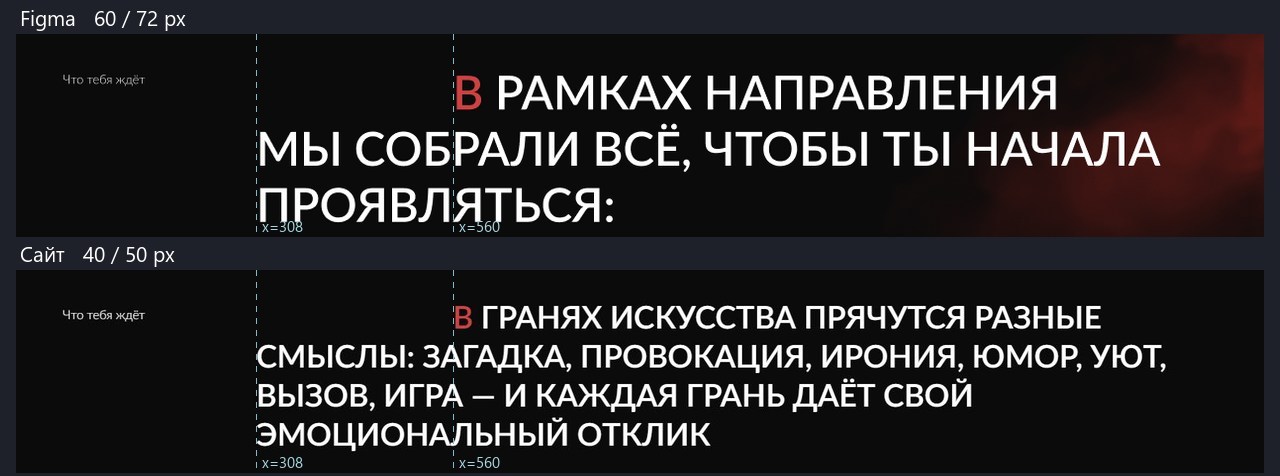 Figma 60 / 72 px
Что тебя ждёт
В РАМКАХ НАПРАВЛЕНИЯ
МЫ СОБРАЛИ ВСЁ, ЧТОБЫ ТЫ НАЧАЛА
ПРОЯВЛЯТЬСЯ:
x=308 x=560
Сайт 40 / 50 px
Что тебя ждёт
В ГРАНЯХ ИСКУССТВА ПРЯЧУТСЯ РАЗНЫЕ
СМЫСЛЫ: ЗАГАДКА, ПРОВОКАЦИЯ, ИРОНИЯ, ЮМОР, УЮТ,
ВЫЗОВ, ИГРА — И КАЖДАЯ ГРАНЬ ДАЁТ СВОЙ
ЭМОЦИОНАЛЬНЫЙ ОТКЛИК
x=308 x=560